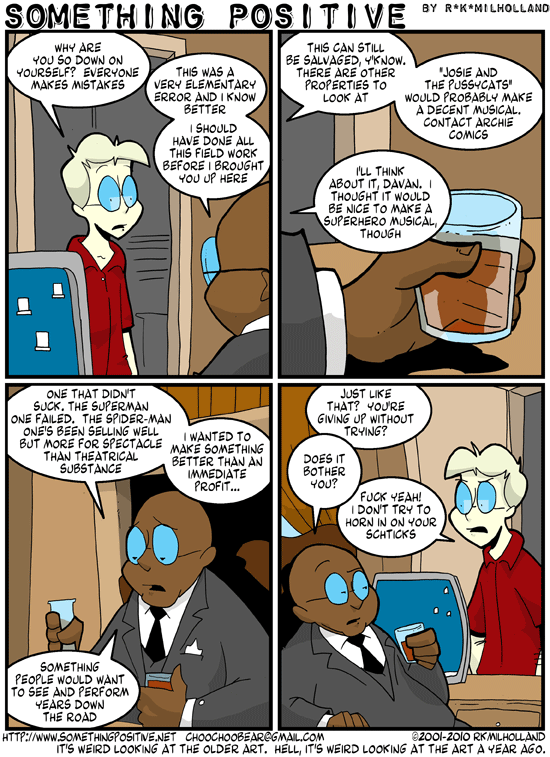 SOMETHING POSITIVE
BY R*K*MILHOLLAND
WHY ARE
YOU SO DOWN ON
YOURSELF? EVERYONE
MAKES MISTAKES
THIS WAS A
VERY ELEMENTARY
ERROR AND I KNOW
BETTER
I SHOULD
HAVE DONE ALL
THIS FIELD WORK
BEFORE I BROUGHT
YOU UP HERE
THIS CAN STILL
BE SALVAGED, Y'KNOW.
THERE ARE OTHER
PROPERTIES TO
LOOK AT
"JOSIE AND
THE PUSSYCATS"
WOULD PROBABLY MAKE
A DECENT MUSICAL.
CONTACT ARCHIE
COMICS
I'LL THINK
ABOUT IT, DAVAN. I
THOUGHT IT WOULD
BE NICE TO MAKE A
SUPERHERO MUSICAL,
THOUGH
ONE THAT DIDN'T
SUCK. THE SUPERMAN
ONE FAILED. THE SPIDER-MAN
ONE'S BEEN SELLING WELL
BUT MORE FOR SPECTACLE
THAN THEATRICAL
SUBSTANCE
I WANTED TO
MAKE SOMETHING
BETTER THAN AN
IMMEDIATE
PROFIT...
SOMETHING
PEOPLE WOULD WANT
TO SEE AND PERFORM
YEARS DOWN
THE ROAD
JUST LIKE
THAT? YOU'RE
GIVING UP WITHOUT
TRYING?
DOES IT
BOTHER
YOU?
FUCK YEAH!
I DON'T TRY TO
HORN IN ON YOUR
SCHTICKS
HTTP://WWW.SOMETHINGPOSITIVE.NET CHOOCHOOBEAR@GMAIL.COM ©2001-2010 RKMILHOLLAND
IT'S WEIRD LOOKING AT THE OLDER ART. HELL, IT'S WEIRD LOOKING AT THE ART A YEAR AGO.